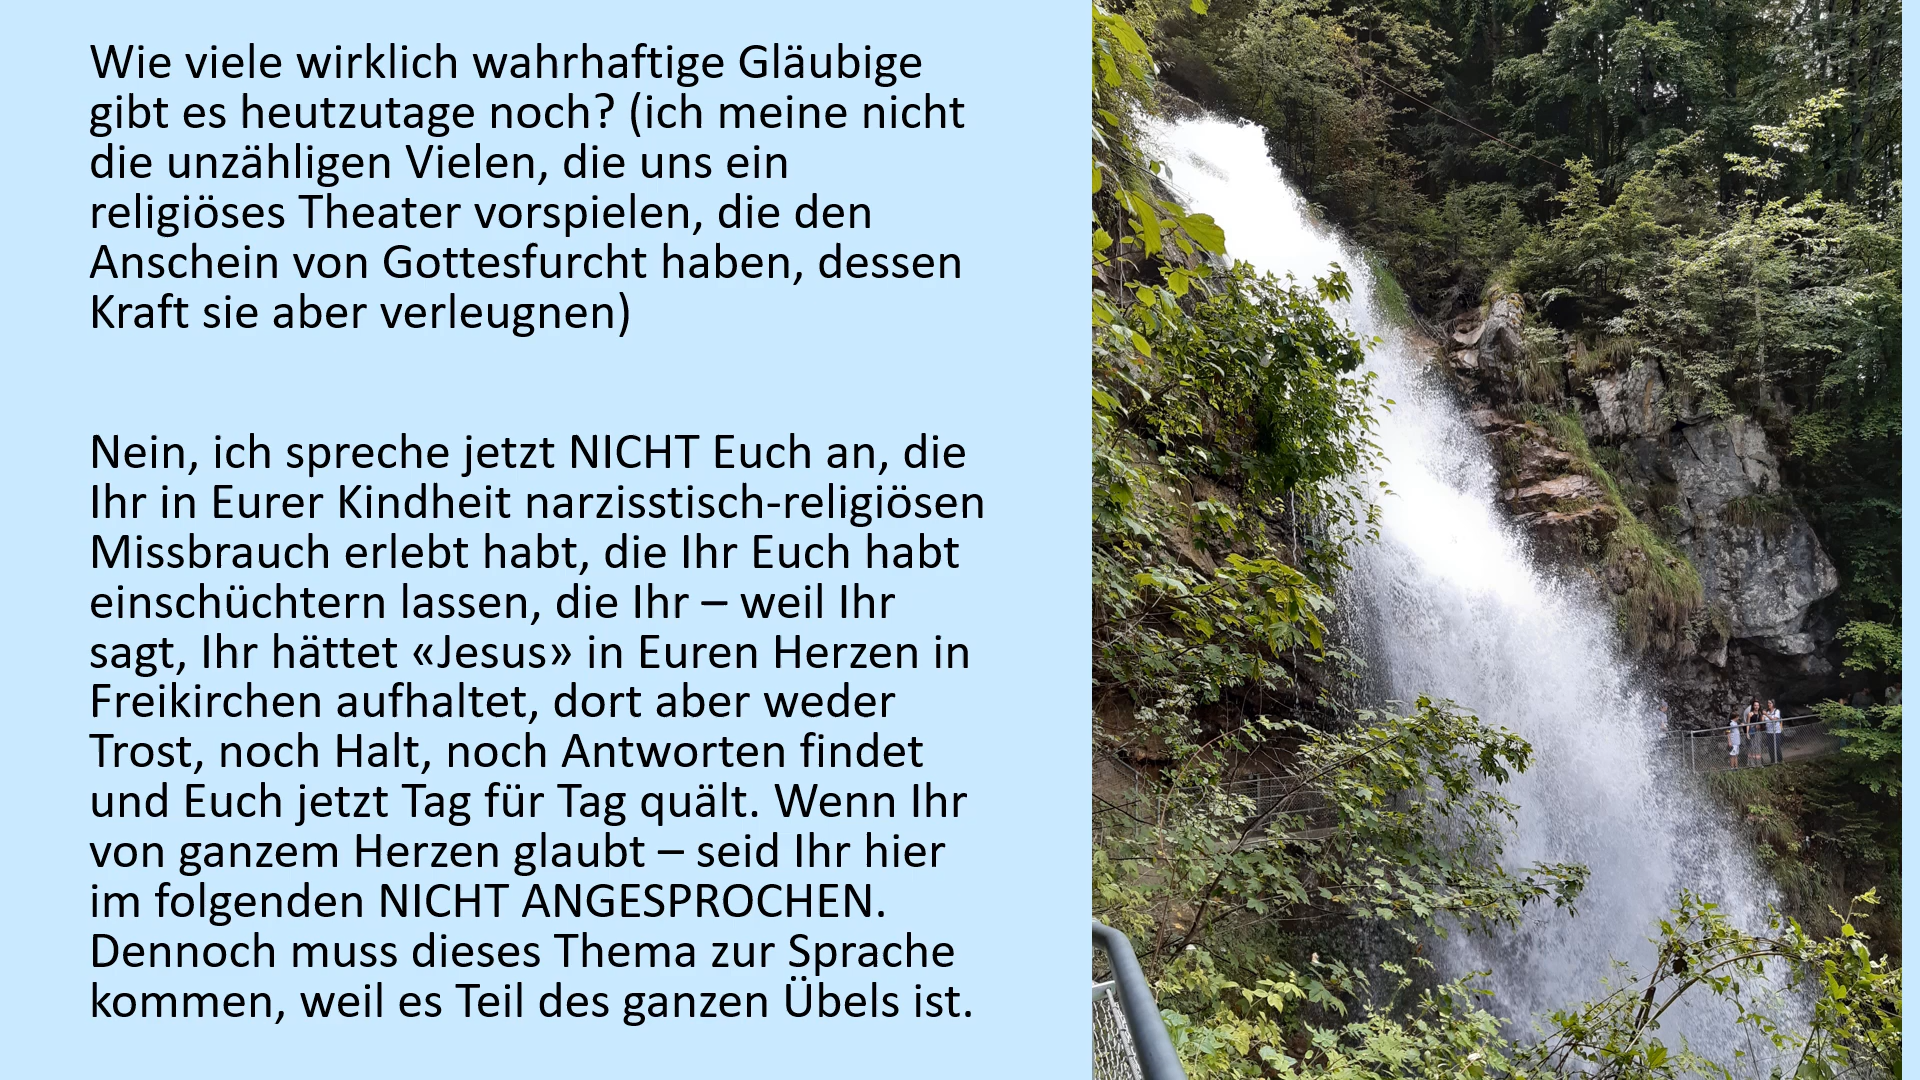 Wie viele wirklich wahrhaftige Gläubige
gibt es heutzutage noch? (ich meine nicht
die unzähligen Vielen, die uns ein
religiöses Theater vorspielen, die den
Anschein von Gottesfurcht haben, dessen
Kraft sie aber verleugnen)
Nein, ich spreche jetzt NICHT Euch an, die
Ihr in Eurer Kindheit narzisstisch-religiösen
Missbrauch erlebt habt, die Ihr Euch habt
einschüchtern lassen, die Ihr – weil Ihr
sagt, Ihr hättet «Jesus» in Euren Herzen in
Freikirchen aufhaltet, dort aber weder
Trost, noch Halt, noch Antworten findet
und Euch jetzt Tag für Tag quält. Wenn Ihr
von ganzem Herzen glaubt – seid Ihr hier
im folgenden NICHT ANGESPROCHEN.
Dennoch muss dieses Thema zur Sprache
kommen, weil es Teil des ganzen Übels ist.